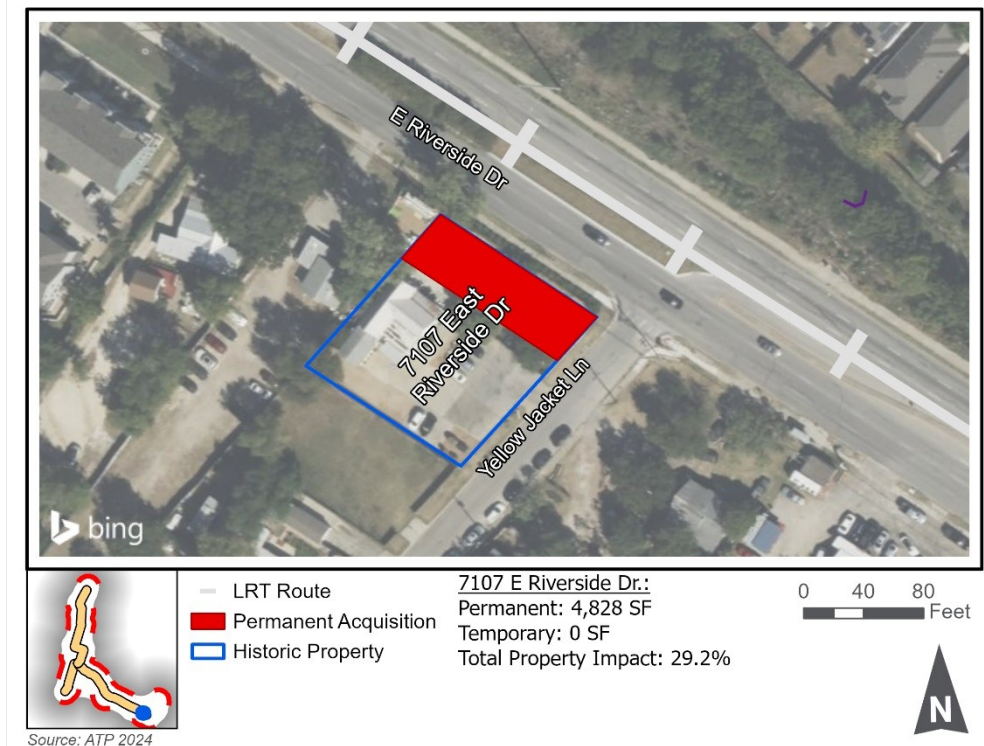 E Riverside Dr
7107 East
Riverside Dr
Yellow Jacket Ln
bing
LRT Route
Permanent Acquisition
Historic Property
7107 E Riverside Dr.:
Permanent: 4,828 SF
Temporary: 0 SF
Total Property Impact: 29.2%
0 40 80
Feet
N
Source: ATP 2024